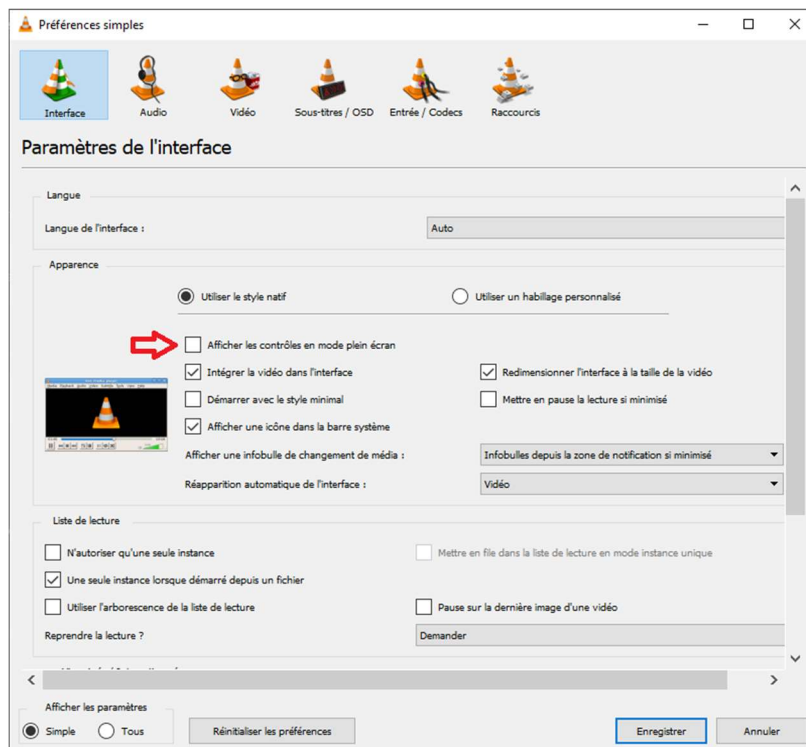 Préférences simples
Interface
Audio
Vidéo
Sous-titres / OSD
Entrée / Codecs
Raccourcis
Paramètres de l'interface
Langue
Langue de l'interface :
Auto
Apparence
Utiliser le style natif
Utiliser un habillage personnalisé
Afficher les contrôles en mode plein écran
Intégrer la vidéo dans l'interface
Redimensionner l'interface à la taille de la vidéo
Démarrer avec le style minimal
Mettre en pause la lecture si minimisé
Afficher une icône dans la barre système
Afficher une infobulle de changement de média :
Infobulles depuis la zone de notification si minimisé
Réapparition automatique de l'interface :
Vidéo
Liste de lecture
N'autoriser qu'une seule instance
Mettre en file dans la liste de lecture en mode instance unique
Une seule instance lorsque démarré depuis un fichier
Utiliser l'arborescence de la liste de lecture
Pause sur la dernière image d'une vidéo
Reprendre la lecture ?
Demander
Afficher les paramètres
Simple
Tous
Réinitialiser les préférences
Enregistrer
Annuler